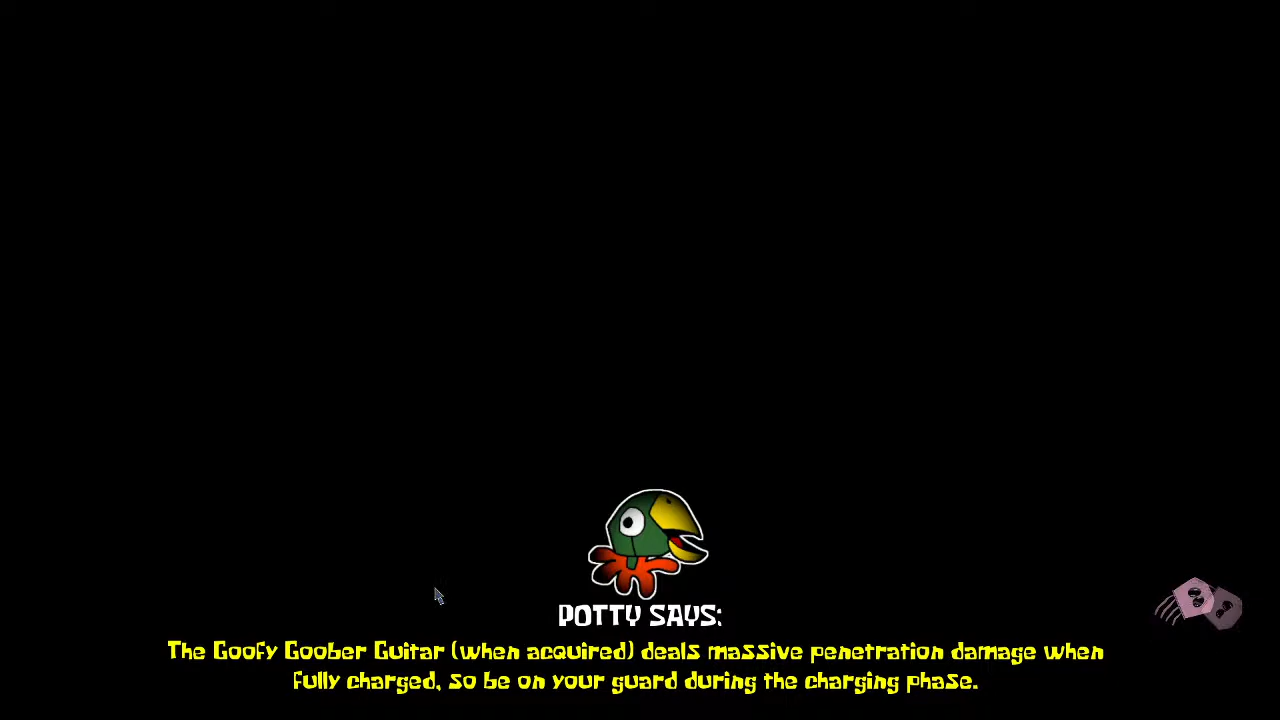 POTTY SAYS:
The Goofy Goober Guitar (when acquired) deals massive penetration damage when
fully charged, so be on your guard during the charging phase.